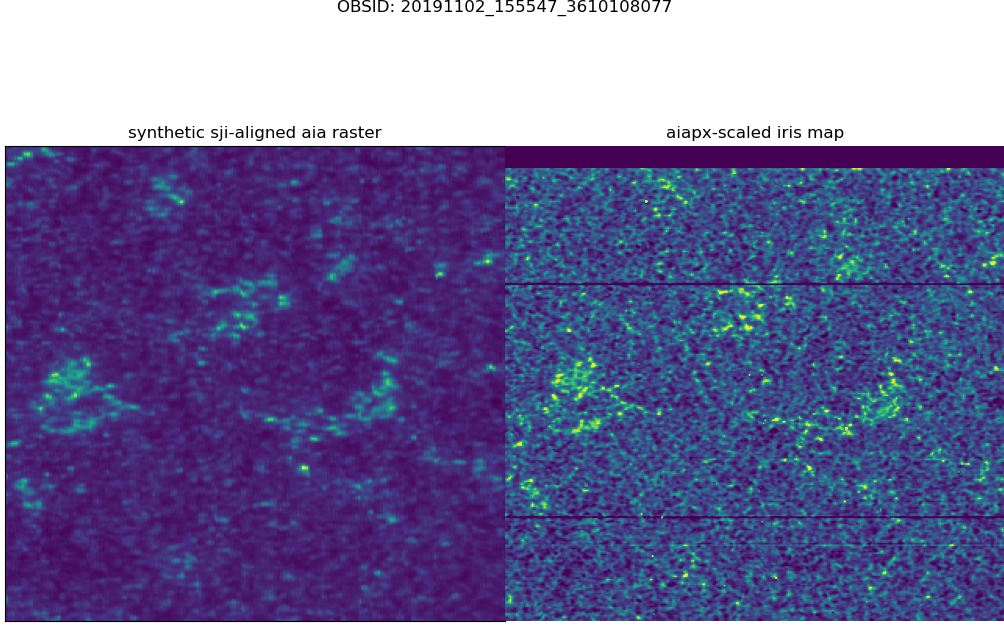 OBSID: 20191102_155547_3610108077
synthetic sji-aligned aia raster
aiapx-scaled iris map